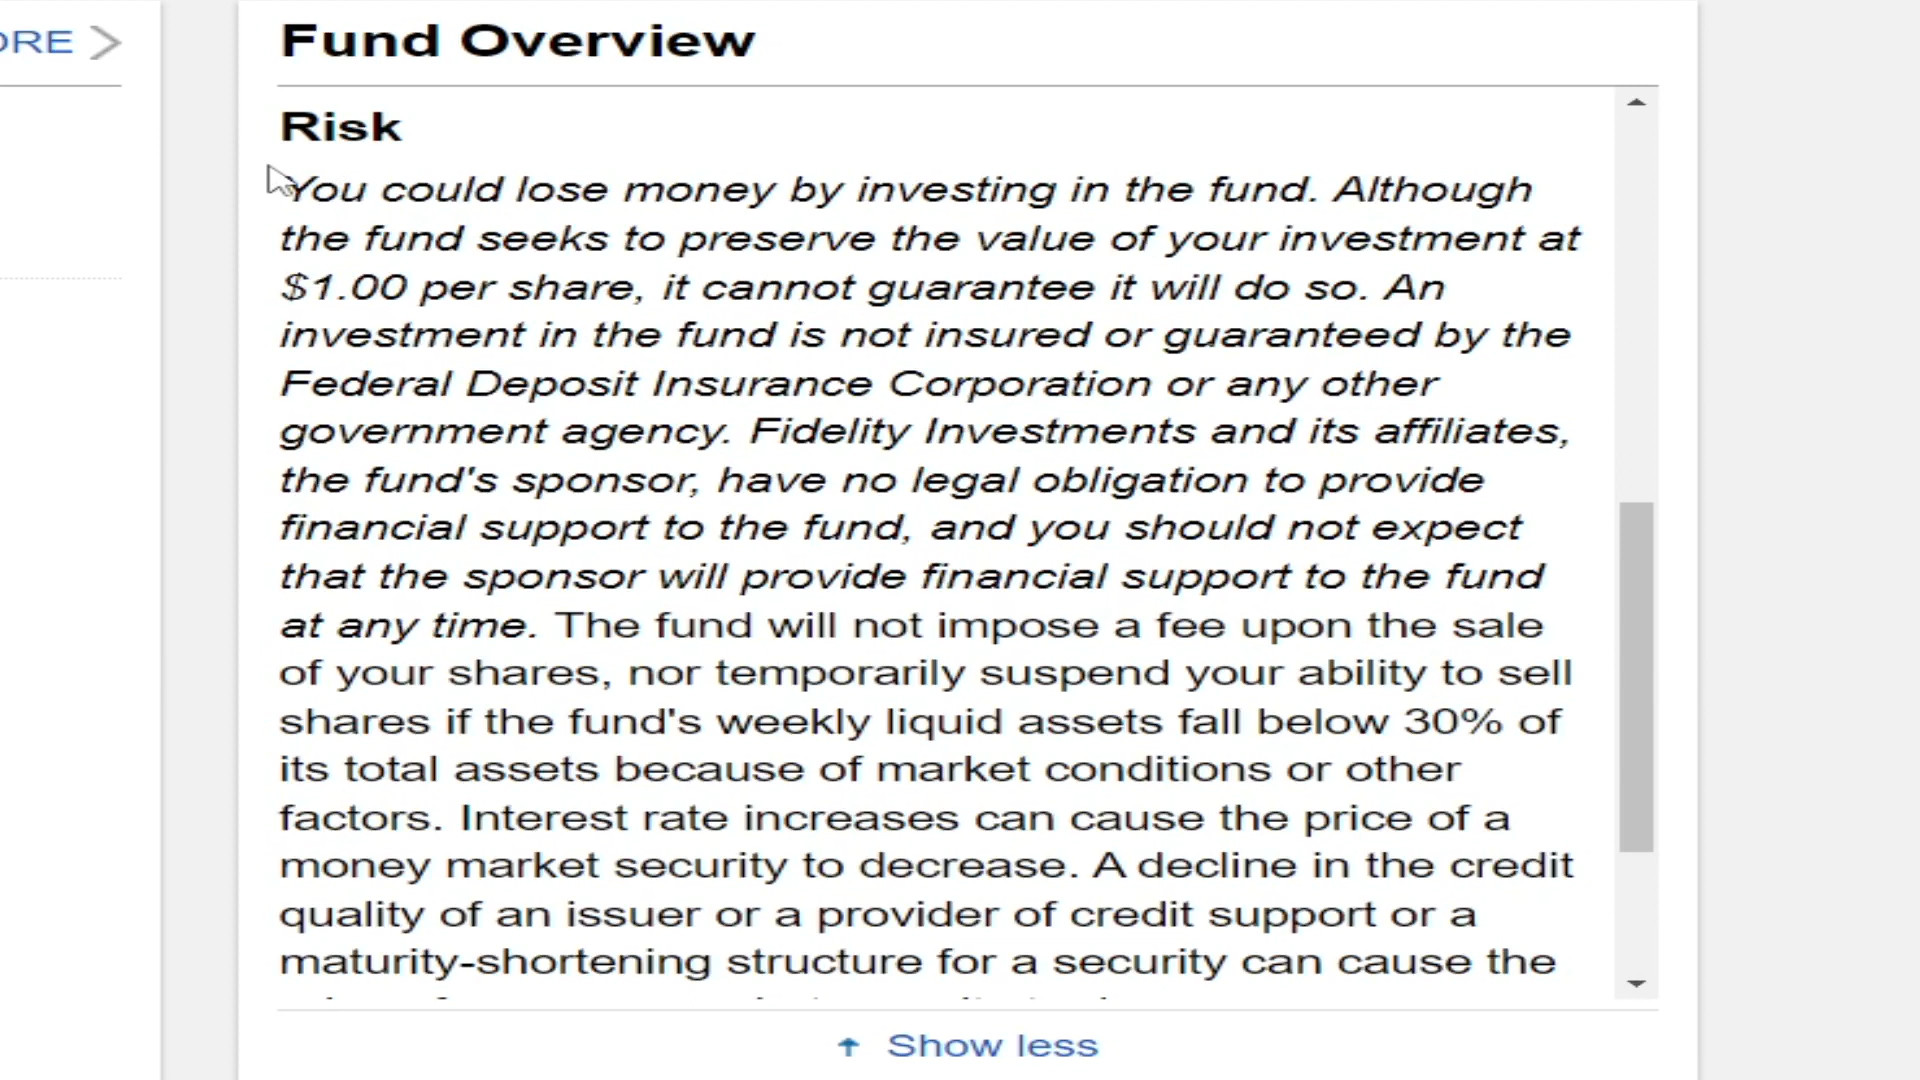 ORE
Fund Overview
Risk
You could lose money by investing in the fund. Although
the fund seeks to preserve the value of your investment at
$1.00 per share, it cannot guarantee it will do so. An
investment in the fund is not insured or guaranteed by the
Federal Deposit Insurance Corporation or any other
government agency. Fidelity Investments and its affiliates,
the fund's sponsor, have no legal obligation to provide
financial support to the fund, and you should not expect
that the sponsor will provide financial support to the fund
at any time. The fund will not impose a fee upon the sale
of your shares, nor temporarily suspend your ability to sell
shares if the fund's weekly liquid assets fall below 30% of
its total assets because of market conditions or other
factors. Interest rate increases can cause the price of a
money market security to decrease. A decline in the credit
quality of an issuer or a provider of credit support or a
maturity-shortening structure for a security can cause the
Show less